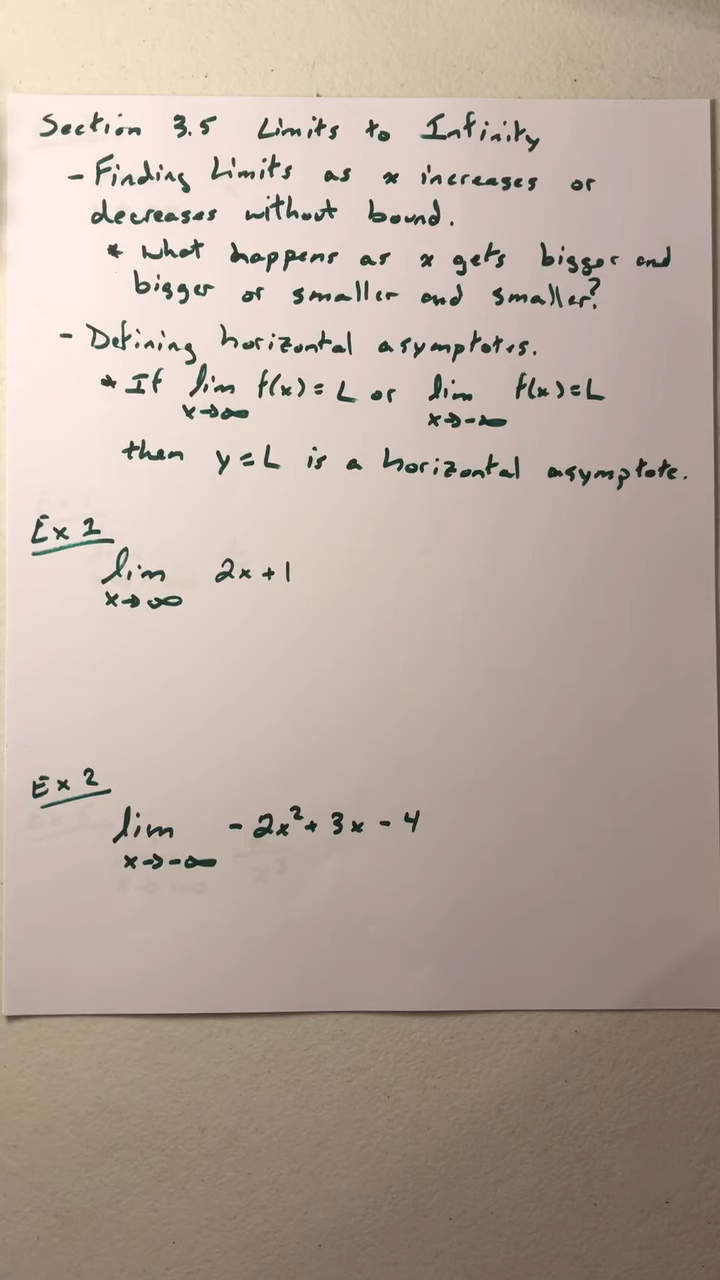 Section 3.5 Limits to Infinity
- Finding Limits as x increases or
decreases without bound.
* What happens as x gets bigger and
bigger or smaller and smaller?
- Defining horizontal asymptotes.
* If lim x→∞ f(x) = L or lim x→-∞ f(x) = L
then y = L is a horizontal asymptote.
Ex 1
lim x→∞ 2x + 1
Ex 2
lim x→-∞ - 2x² + 3x - 4